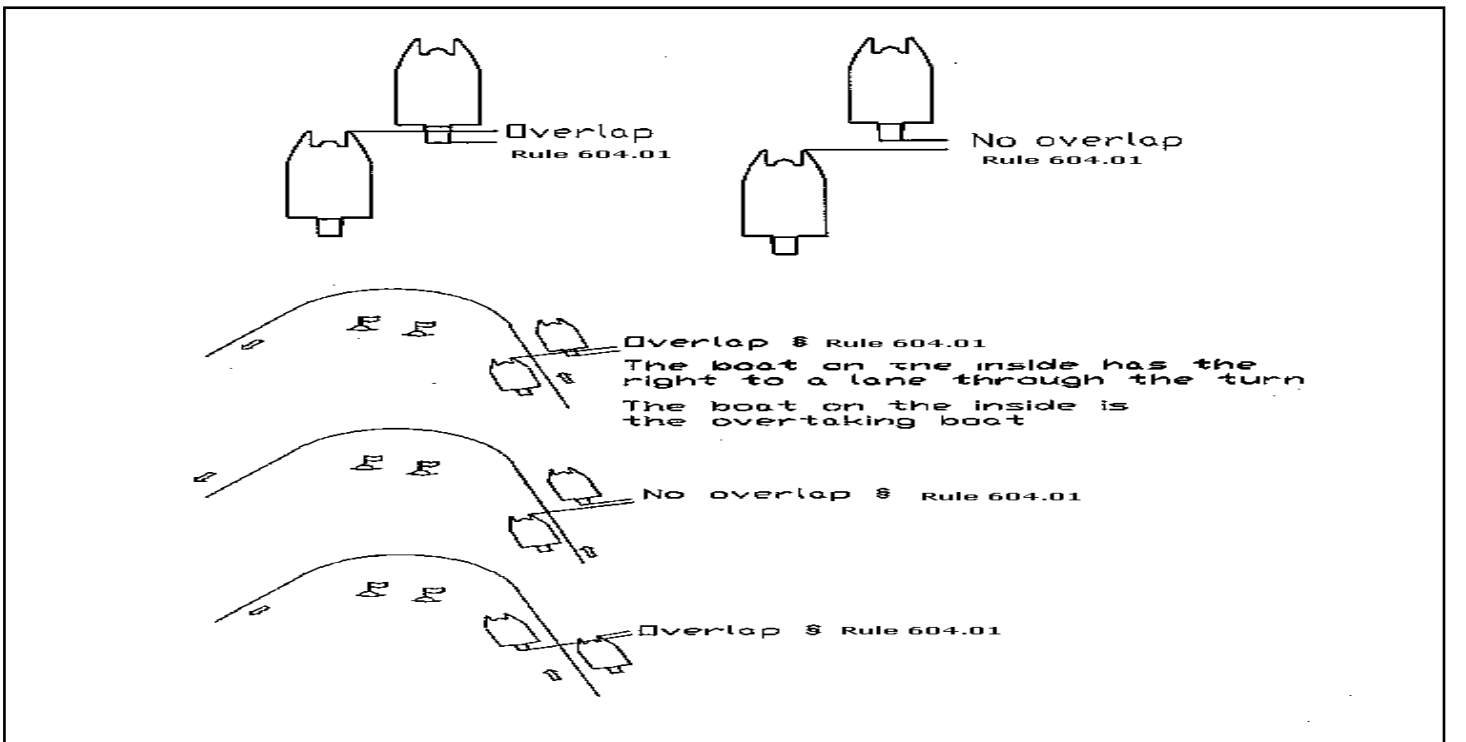 Overlap
Rule 604.01
No overlap
Rule 604.01
Overlap § Rule 604.01
The boat on the inside has the
right to a lane through the turn
The boat on the inside is
the overtaking boat
No overlap § Rule 604.01
Overlap § Rule 604.01